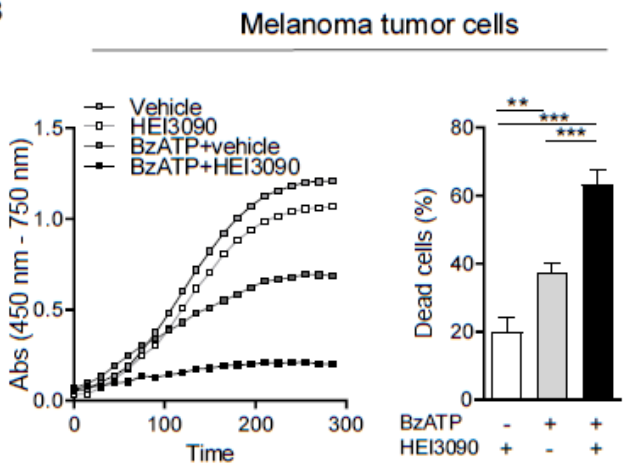 Melanoma tumor cells
Vehicle
HEI3090
BzATP+vehicle
BzATP+HEI3090
Abs (450 nm - 750 nm)
1.5
1.0
0.5
0.0
0 100 200 300
Time
** 
***
***
Dead cells (%)
80
60
40
20
0
BzATP - + +
HEI3090 + - +